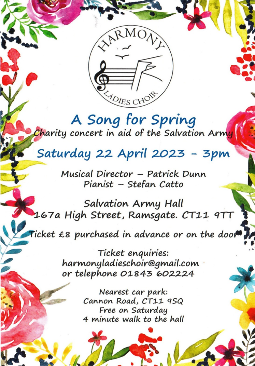 HARMONY
LADIES CHOIR
A Song for Spring
Charity concert in aid of the Salvation Army
Saturday 22 April 2023 - 3pm
Musical Director – Patrick Dunn
Pianist – Stefan Catto
Salvation Army Hall
167a High Street, Ramsgate. CT11 9TT
Ticket £8 purchased in advance or on the door
Ticket enquiries:
harmonyladieschoir@gmail.com
or telephone 01843 602224
Nearest car park:
Cannon Road, CT11 9SQ
Free on Saturday
4 minute walk to the hall